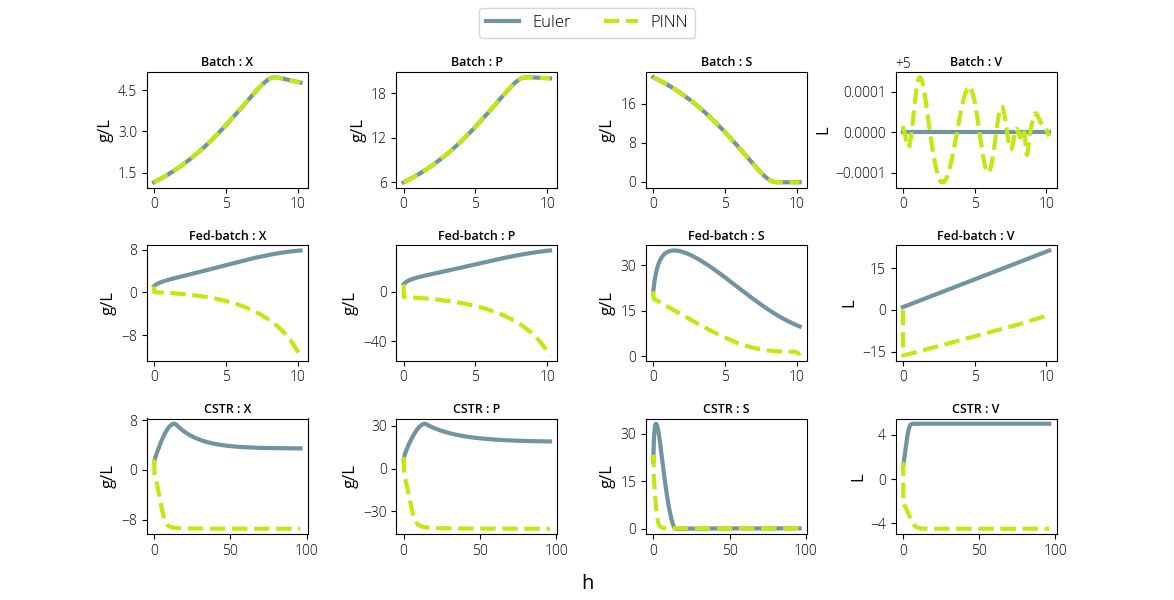 Euler PINN
Batch : X
Batch : P
Batch : S
Batch : V
+5
g/L
4.5
3.0
1.5
0 5 10
g/L
18
12
6
0 5 10
g/L
16
8
0
0 5 10
L
0.0001
0.0000
−0.0001
0 5 10
Fed-batch : X
Fed-batch : P
Fed-batch : S
Fed-batch : V
g/L
8
0
−8
0 5 10
g/L
0
−40
0 5 10
g/L
30
15
0
0 5 10
L
15
0
−15
0 5 10
CSTR : X
CSTR : P
CSTR : S
CSTR : V
g/L
8
0
−8
0 50 100
g/L
30
0
−30
0 50 100
g/L
30
15
0
0 50 100
L
4
0
−4
0 50 100
h